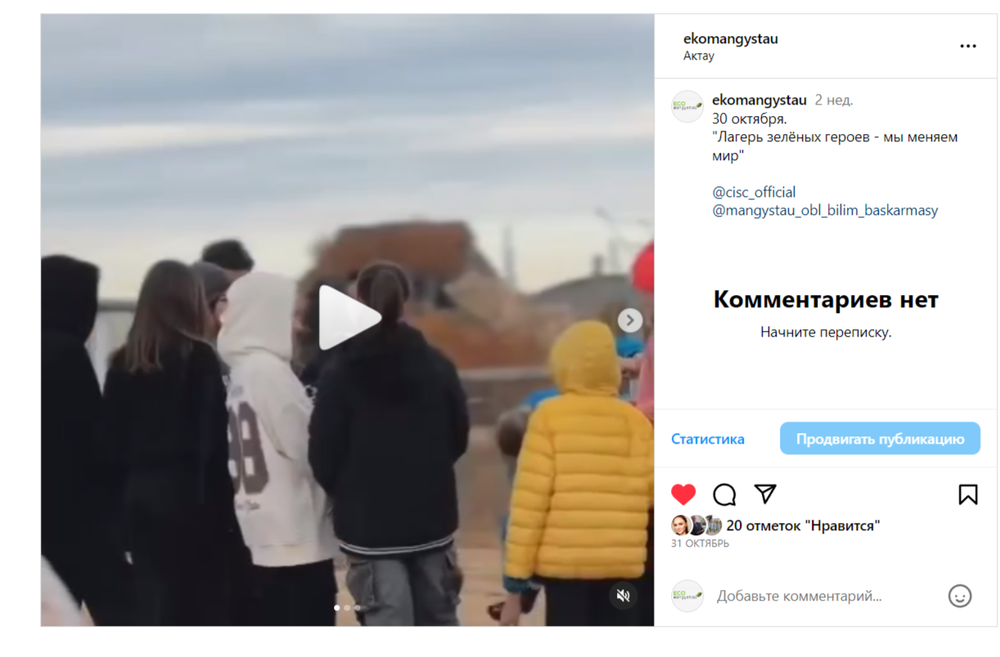 ekomangystau
Актау
ekomangystau 2 нед.
30 октября.
"Лагерь зелёных героев - мы меняем
мир"
@cisc_official
@mangystau_obl_bilim_baskarmasy
Комментариев нет
Начните переписку.
Статистика Продвигать публикацию
20 отметок "Нравится"
31 ОКТЯБРЬ
Добавьте комментарий...